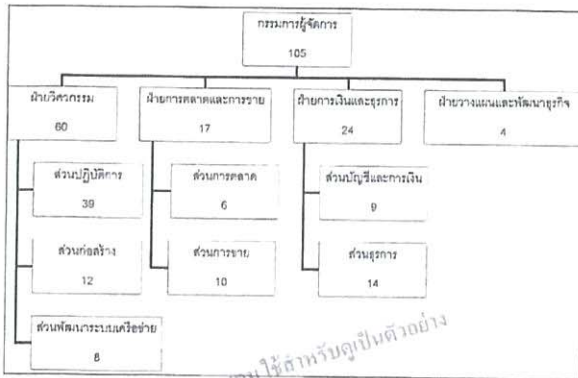 กรรมการผู้จัดการ
105
ฝ่ายวิศวกรรม
60
ฝ่ายการตลาดและการขาย
17
ฝ่ายการเงินและธุรการ
24
ฝ่ายวางแผนและพัฒนาธุรกิจ
4
ส่วนปฏิบัติการ
39
ส่วนการตลาด
6
ส่วนบัญชีและการเงิน
9
ส่วนก่อสร้าง
12
ส่วนการขาย
10
ส่วนธุรการ
14
ส่วนพัฒนาระบบเครือข่าย
8
ใช้สำหรับดูเป็นตัวอย่าง